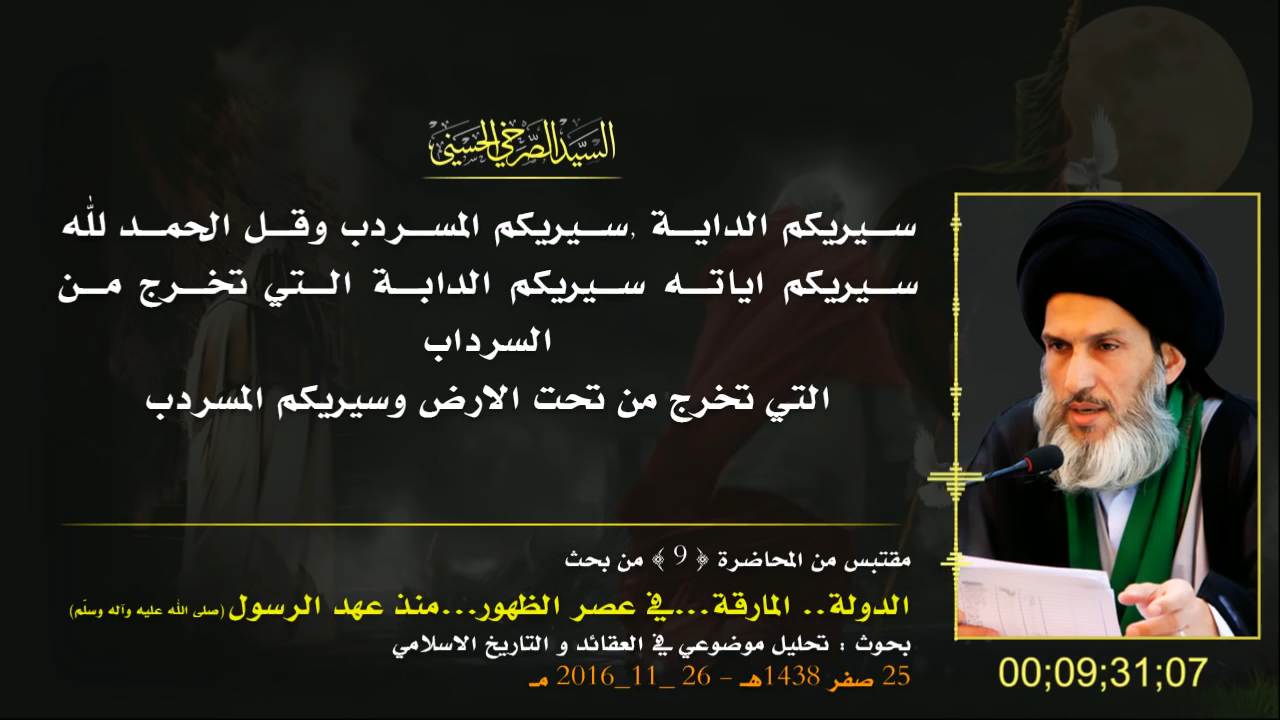 السيد الصرخي الحسني
سيريكم الداية ,سيريكم المسردب وقل الحمد لله
سيريكم اياته سيريكم الدابة التي تخرج من
السرداب
التي تخرج من تحت الارض وسيريكم المسردب
مقتبس من المحاضرة ﴿ 9 ﴾ من بحث
الدولة.. المارقة...في عصر الظهور...منذ عهد الرسول (صلى الله عليه وآله وسلّم)
بحوث : تحليل موضوعي في العقائد و التاريخ الاسلامي
25 صفر 1438هـ – 26 _11_2016 مـ
00;09;31;07